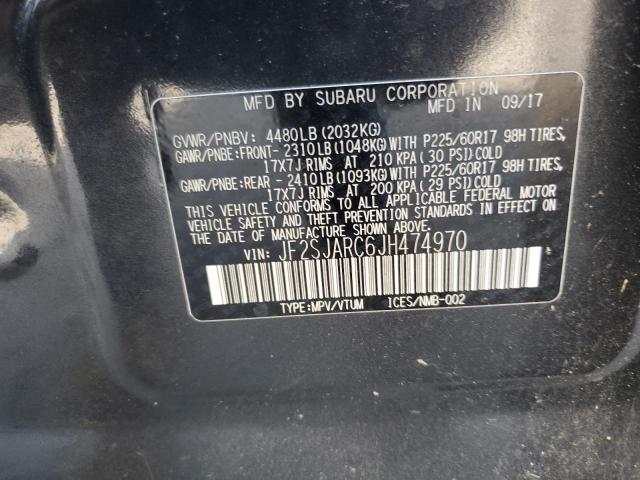 MFD BY SUBARU CORPORATION
MFD IN 09/17
GVWR/PNBV: 4480LB(2032KG)
GAWR/PNBE:FRONT- 2310LB(1048KG)WITH P225/60R17 98H TIRES,
17X7J RIMS AT 210 KPA( 30 PSI)COLD
GAWR/PNBE:REAR - 2410LB(1093KG)WITH P225/60R17 98H TIRES,
17X7J RIMS AT 200 KPA( 29 PSI)COLD
THIS VEHICLE CONFORMS TO ALL APPLICABLE FEDERAL MOTOR
VEHICLE SAFETY AND THEFT PREVENTION STANDARDS IN EFFECT ON THE
DATE OF MANUFACTURE SHOWN ABOVE.
VIN: JF2SJARC6JH474970
TYPE:MPV/VTUM ICES/NMB-002